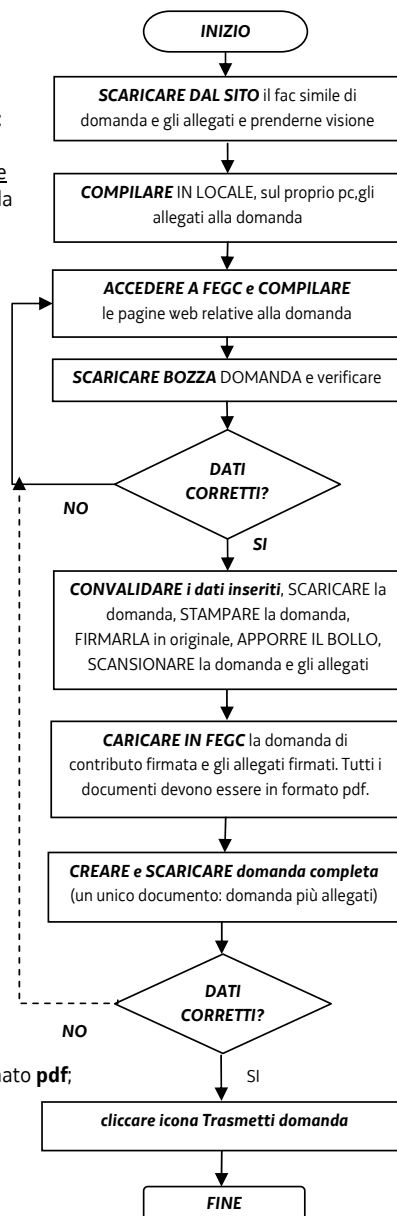 INIZIO
SCARICARE DAL SITO il fac simile di
domanda e gli allegati e prenderne visione
:
e
la
COMPILARE IN LOCALE, sul proprio pc,gli
allegati alla domanda
ACCEDERE A FEGC e COMPILARE
le pagine web relative alla domanda
SCARICARE BOZZA DOMANDA e verificare
DATI
CORRETTI?
NO
SI
CONVALIDARE i dati inseriti, SCARICARE la
domanda, STAMPARE la domanda,
FIRMARLA in originale, APPORRE IL BOLLO,
SCANSIONARE la domanda e gli allegati
CARICARE IN FEGC la domanda di
contributo firmata e gli allegati firmati. Tutti i
documenti devono essere in formato pdf.
CREARE e SCARICARE domanda completa
(un unico documento: domanda più allegati)
DATI
CORRETTI?
NO
nato pdf;
SI
cliccare icona Trasmetti domanda
FINE